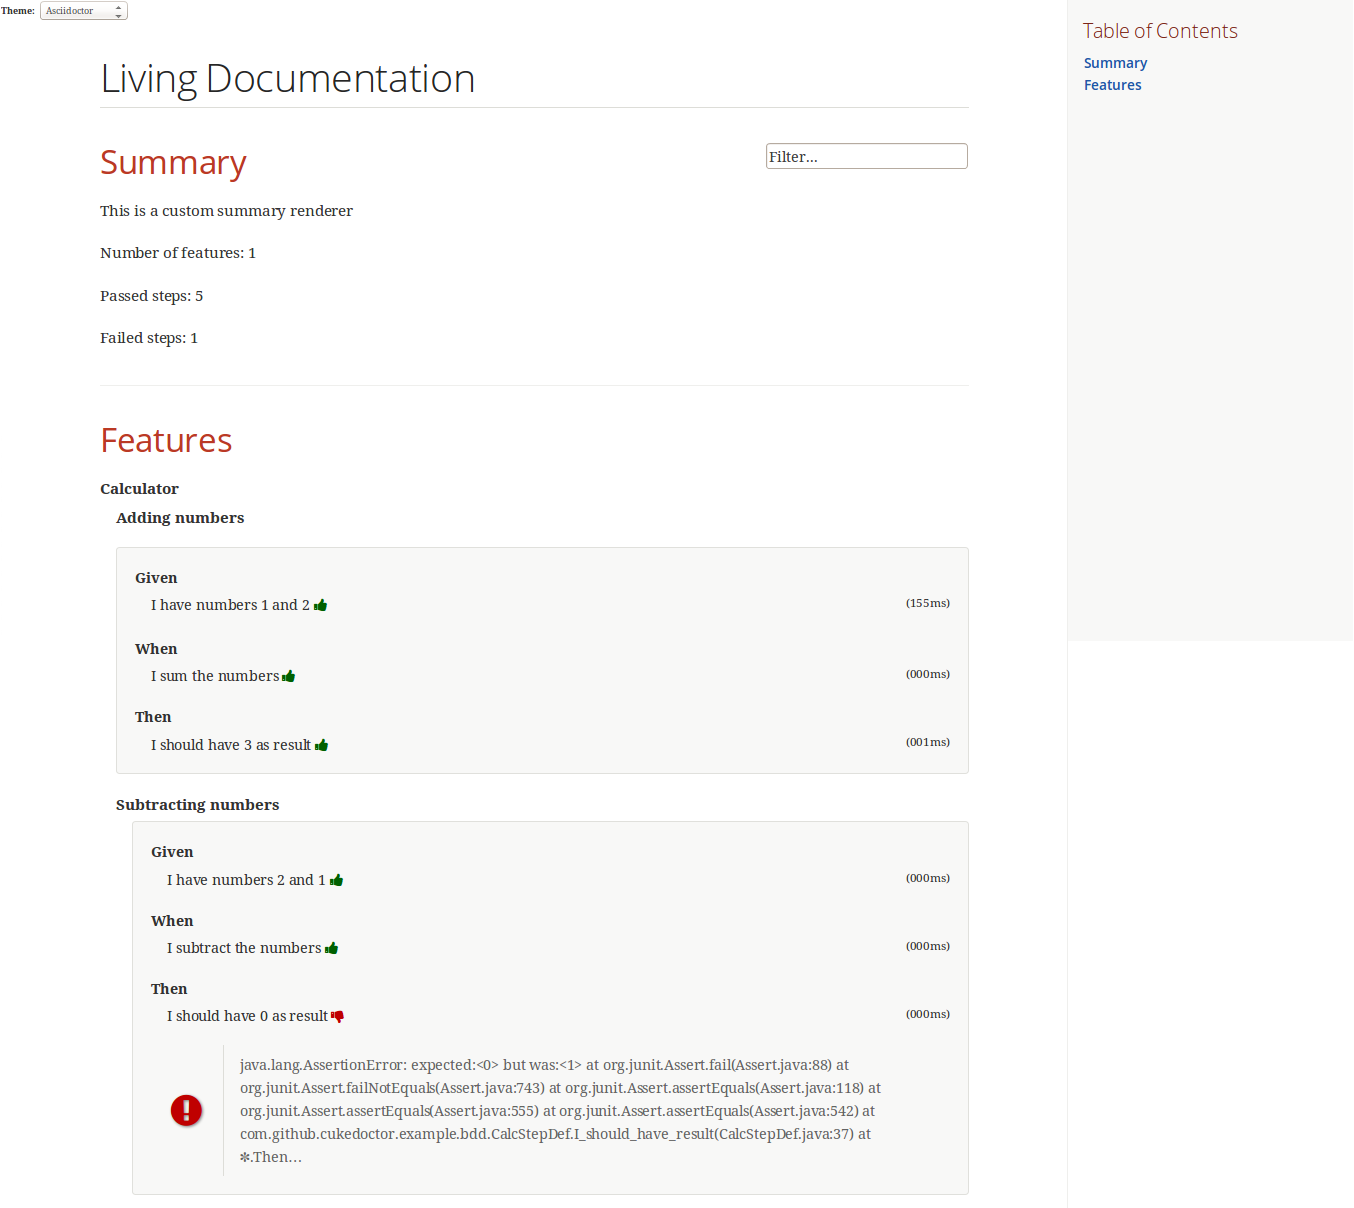 Theme: Asciidoctor
Living Documentation
Summary
Filter...
This is a custom summary renderer
Number of features: 1
Passed steps: 5
Failed steps: 1
Features
Calculator
Adding numbers
Given
I have numbers 1 and 2 (155ms)
When
I sum the numbers (000ms)
Then
I should have 3 as result (001ms)
Subtracting numbers
Given
I have numbers 2 and 1 (000ms)
When
I subtract the numbers (000ms)
Then
I should have 0 as result (000ms)
java.lang.AssertionError: expected:<0> but was:<1> at org.junit.Assert.fail(Assert.java:88) at
org.junit.Assert.failNotEquals(Assert.java:743) at org.junit.Assert.assertEquals(Assert.java:118) at
org.junit.Assert.assertEquals(Assert.java:555) at org.junit.Assert.assertEquals(Assert.java:542) at
com.github.cukedoctor.example.bdd.CalcStepDef.I_should_have_result(CalcStepDef.java:37) at
✽.Then…
Table of Contents
Summary
Features